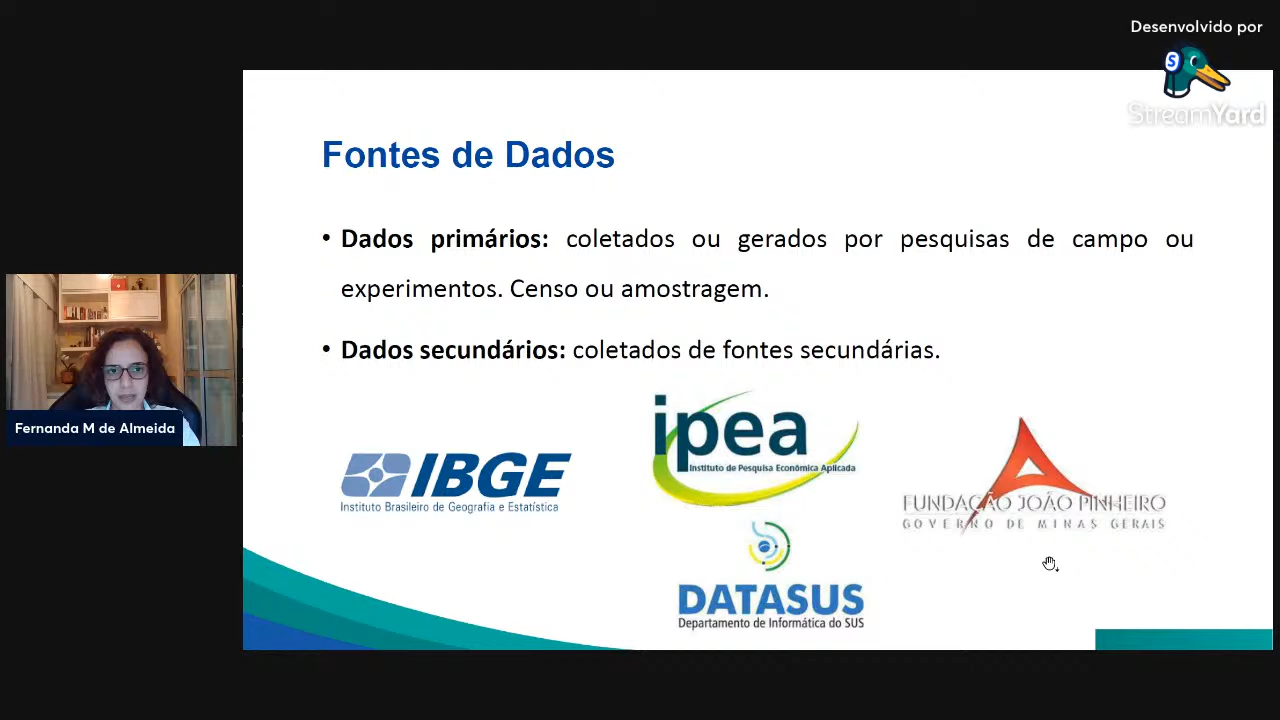 Desenvolvido por
S
StreamYard
Fontes de Dados
• Dados primários: coletados ou gerados por pesquisas de campo ou
experimentos. Censo ou amostragem.
• Dados secundários: coletados de fontes secundárias.
Fernanda M de Almeida
IBGE
Instituto Brasileiro de Geografia e Estatística
ipea
Instituto de Pesquisa Econômica Aplicada
FUNDAÇÃO JOÃO PINHEIRO
GOVERNO DE MINAS GERAIS
DATASUS
Departamento de Informática do SUS